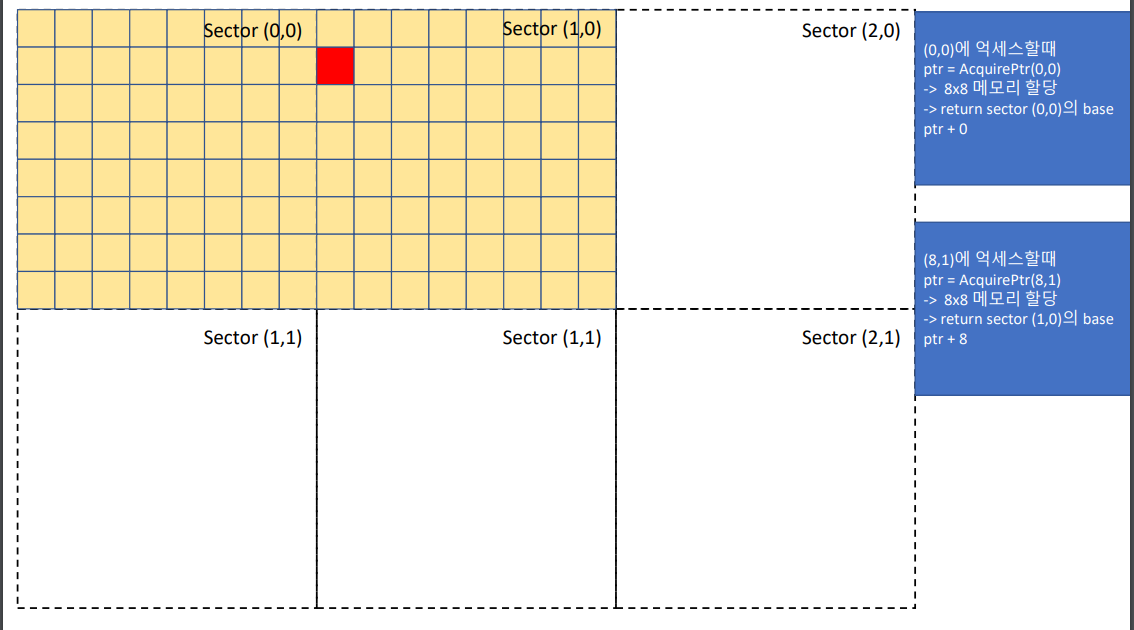 Sector (0,0)
Sector (1,0)
Sector (2,0)
(0,0)에 억세스할때
ptr = AcquirePtr(0,0)
-> 8x8 메모리 할당
-> return sector (0,0)의 base
ptr + 0
(8,1)에 억세스할때
ptr = AcquirePtr(8,1)
-> 8x8 메모리 할당
-> return sector (1,0)의 base
ptr + 8
Sector (1,1)
Sector (1,1)
Sector (2,1)